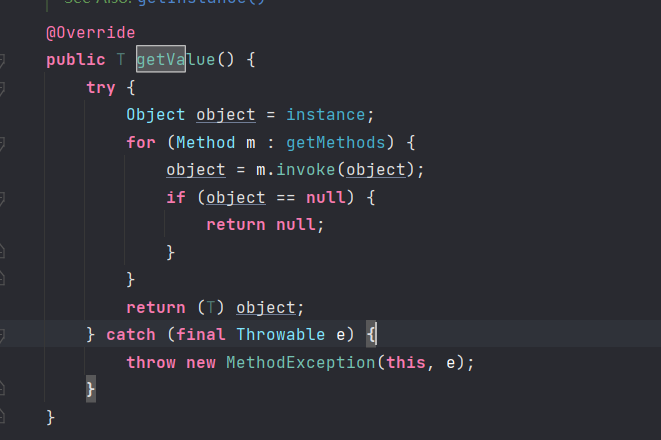 See Also: getInstance()
@Override
public T getValue() {
try {
Object object = instance;
for (Method m : getMethods) {
object = m.invoke(object);
if (object == null) {
return null;
}
}
return (T) object;
} catch (final Throwable e) {
throw new MethodException(this, e);
}
}